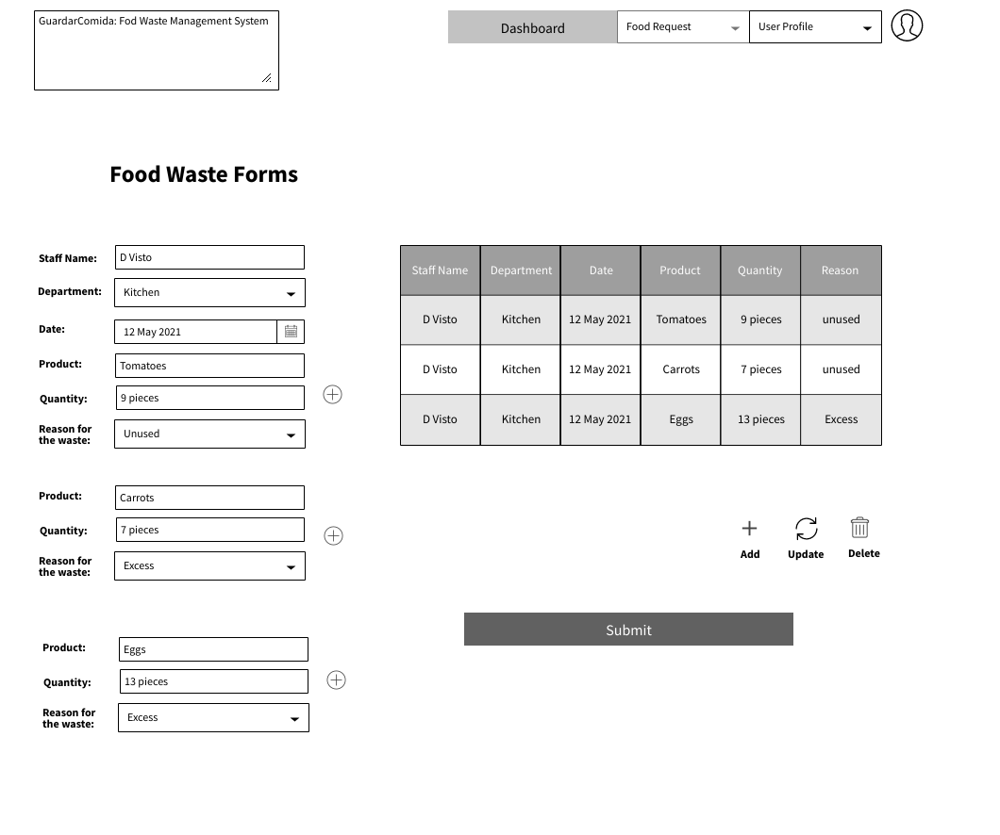 GuardarComida: Fod Waste Management System
Dashboard
Food Request
User Profile
Food Waste Forms
Staff Name:
D Visto
Department:
Kitchen
Date:
12 May 2021
Product:
Tomatoes
Quantity:
9 pieces
Reason for
the waste:
Unused
Product:
Carrots
Quantity:
7 pieces
Reason for
the waste:
Excess
Product:
Eggs
Quantity:
13 pieces
Reason for
the waste:
Excess
Staff Name Department Date Product Quantity Reason
D Visto Kitchen 12 May 2021 Tomatoes 9 pieces unused
D Visto Kitchen 12 May 2021 Carrots 7 pieces unused
D Visto Kitchen 12 May 2021 Eggs 13 pieces Excess
Add
Update
Delete
Submit